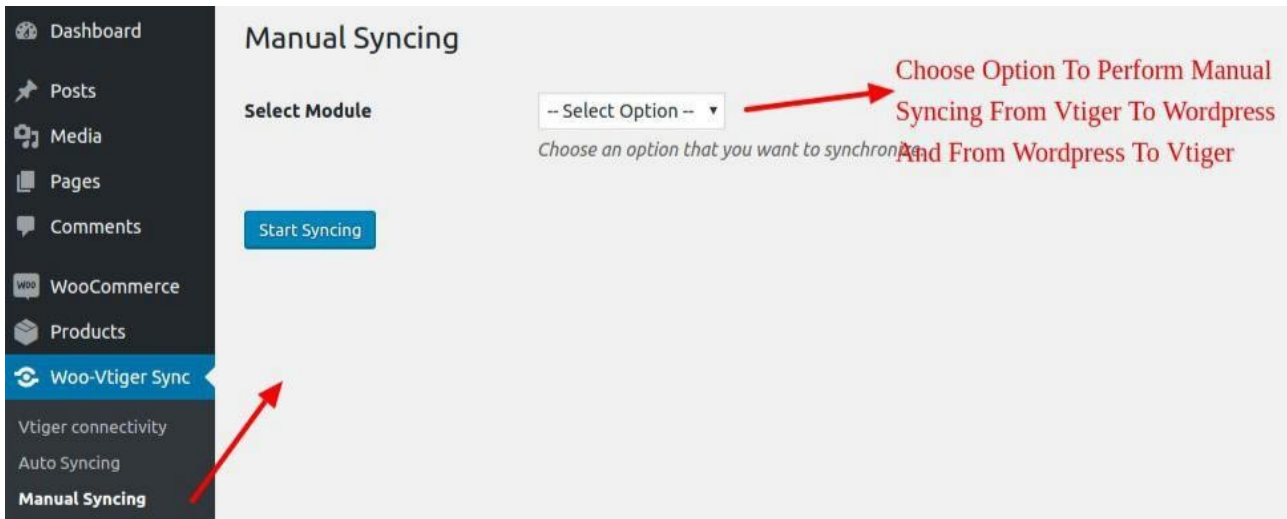 Dashboard
Posts
Media
Pages
Comments
WOO
WooCommerce
Products
Woo-Vtiger Sync
Vtiger connectivity
Auto Syncing
Manual Syncing
Manual Syncing
Select Module
-- Select Option --
Choose an option that you want to synchronize.
Start Syncing
Choose Option To Perform Manual
Syncing From Vtiger To Wordpress
And From Wordpress To Vtiger